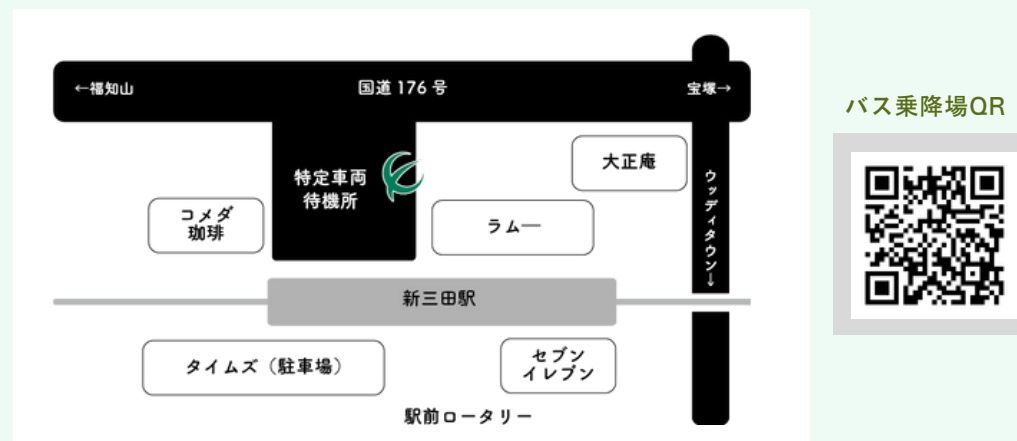 ←福知山
国道 176 号
宝塚→
バス乗降場QR
特定車両
待機所
大正庵
コメダ
珈琲
ラム―
ウッディタウン↓
新三田駅
タイムズ（駐車場）
セブン
イレブン
駅前ロータリー